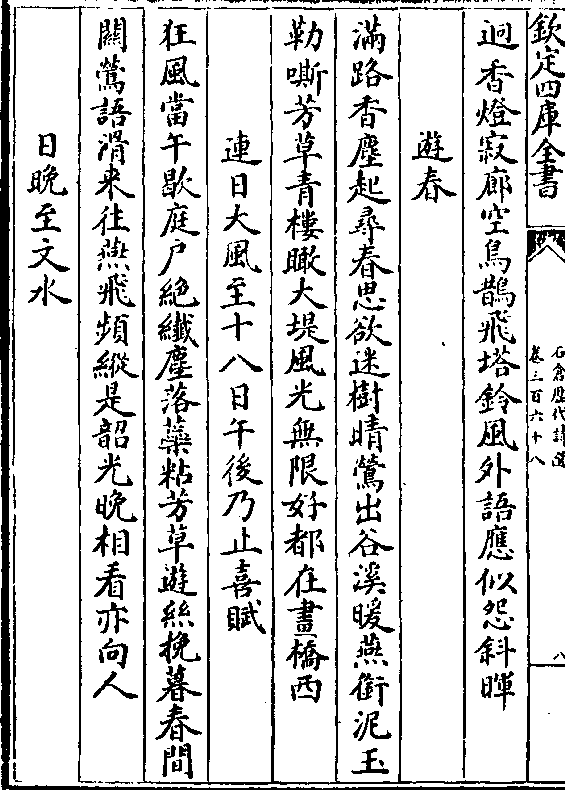 欽定四庫全書
石倉歷代詩選
卷三百六十八
八
迥香燈寂廊空烏鵲飛塔鈴風外語應似怨斜暉
遊春
滿路香塵起尋春思欲迷樹晴鶯出谷溪暖燕銜泥玉
勒嘶芳草青樓瞰大堤風光無限好都在畫橋西
連日大風至十八日午後乃止喜賦
狂風當午歇庭户絶纖塵落蘂粘芳草遊絲挽暮春間
關鶯語滑来往燕飛頻縱是韶光晚相看亦向人
日晚至文水